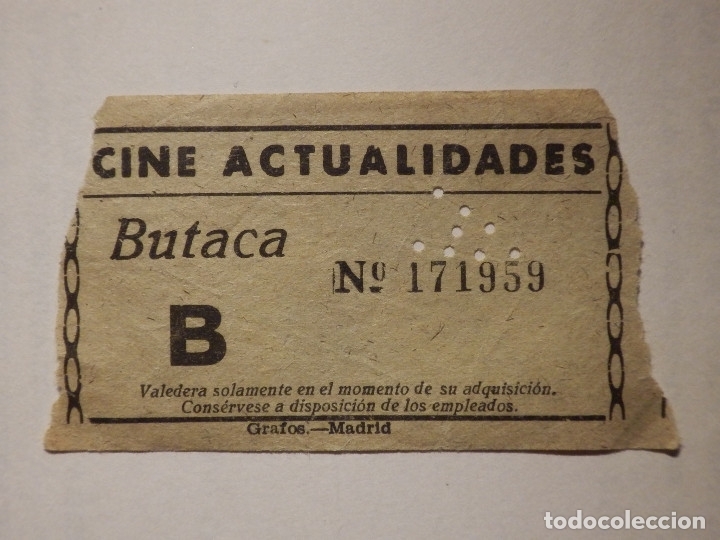 CINE ACTUALIDADES
Butaca
Nº 171959
B
Valedera solamente en el momento de su adquisición.
Consérvese a disposición de los empleados.
Grafos.—Madrid
todocoleccion